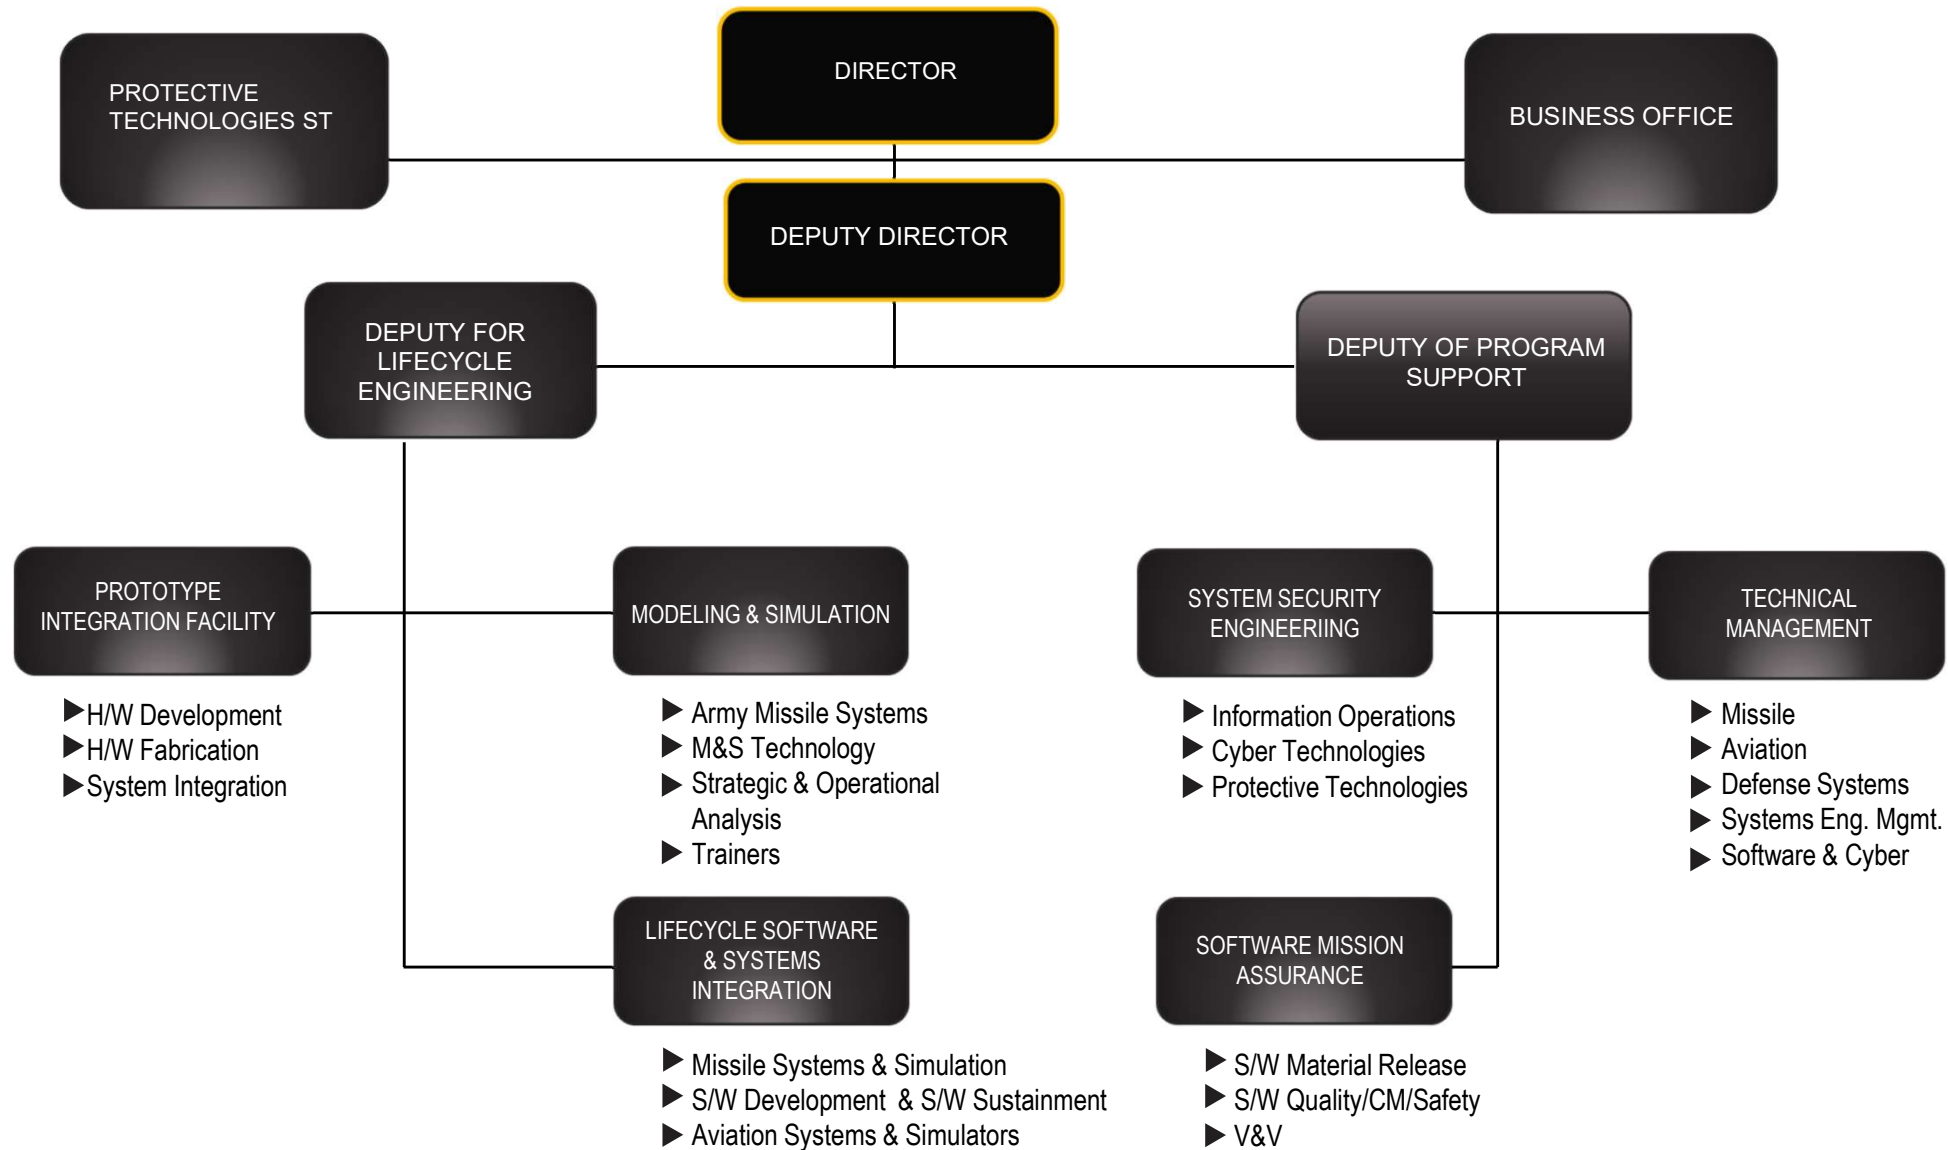 DIRECTOR
PROTECTIVE
TECHNOLOGIES ST
BUSINESS OFFICE
DEPUTY DIRECTOR
DEPUTY FOR
LIFECYCLE
ENGINEERING
DEPUTY OF PROGRAM
SUPPORT
PROTOTYPE
INTEGRATION FACILITY
▶H/W Development
▶H/W Fabrication
▶System Integration
MODELING & SIMULATION
▶ Army Missile Systems
▶ M&S Technology
▶ Strategic & Operational
Analysis
▶ Trainers
LIFECYCLE SOFTWARE
& SYSTEMS
INTEGRATION
▶ Missile Systems & Simulation
▶ S/W Development & S/W Sustainment
▶ Aviation Systems & Simulators
SYSTEM SECURITY
ENGINEERIING
▶ Information Operations
▶ Cyber Technologies
▶ Protective Technologies
TECHNICAL
MANAGEMENT
▶ Missile
▶ Aviation
▶ Defense Systems
▶ Systems Eng. Mgmt.
▶ Software & Cyber
SOFTWARE MISSION
ASSURANCE
▶ S/W Material Release
▶ S/W Quality/CM/Safety
▶ V&V